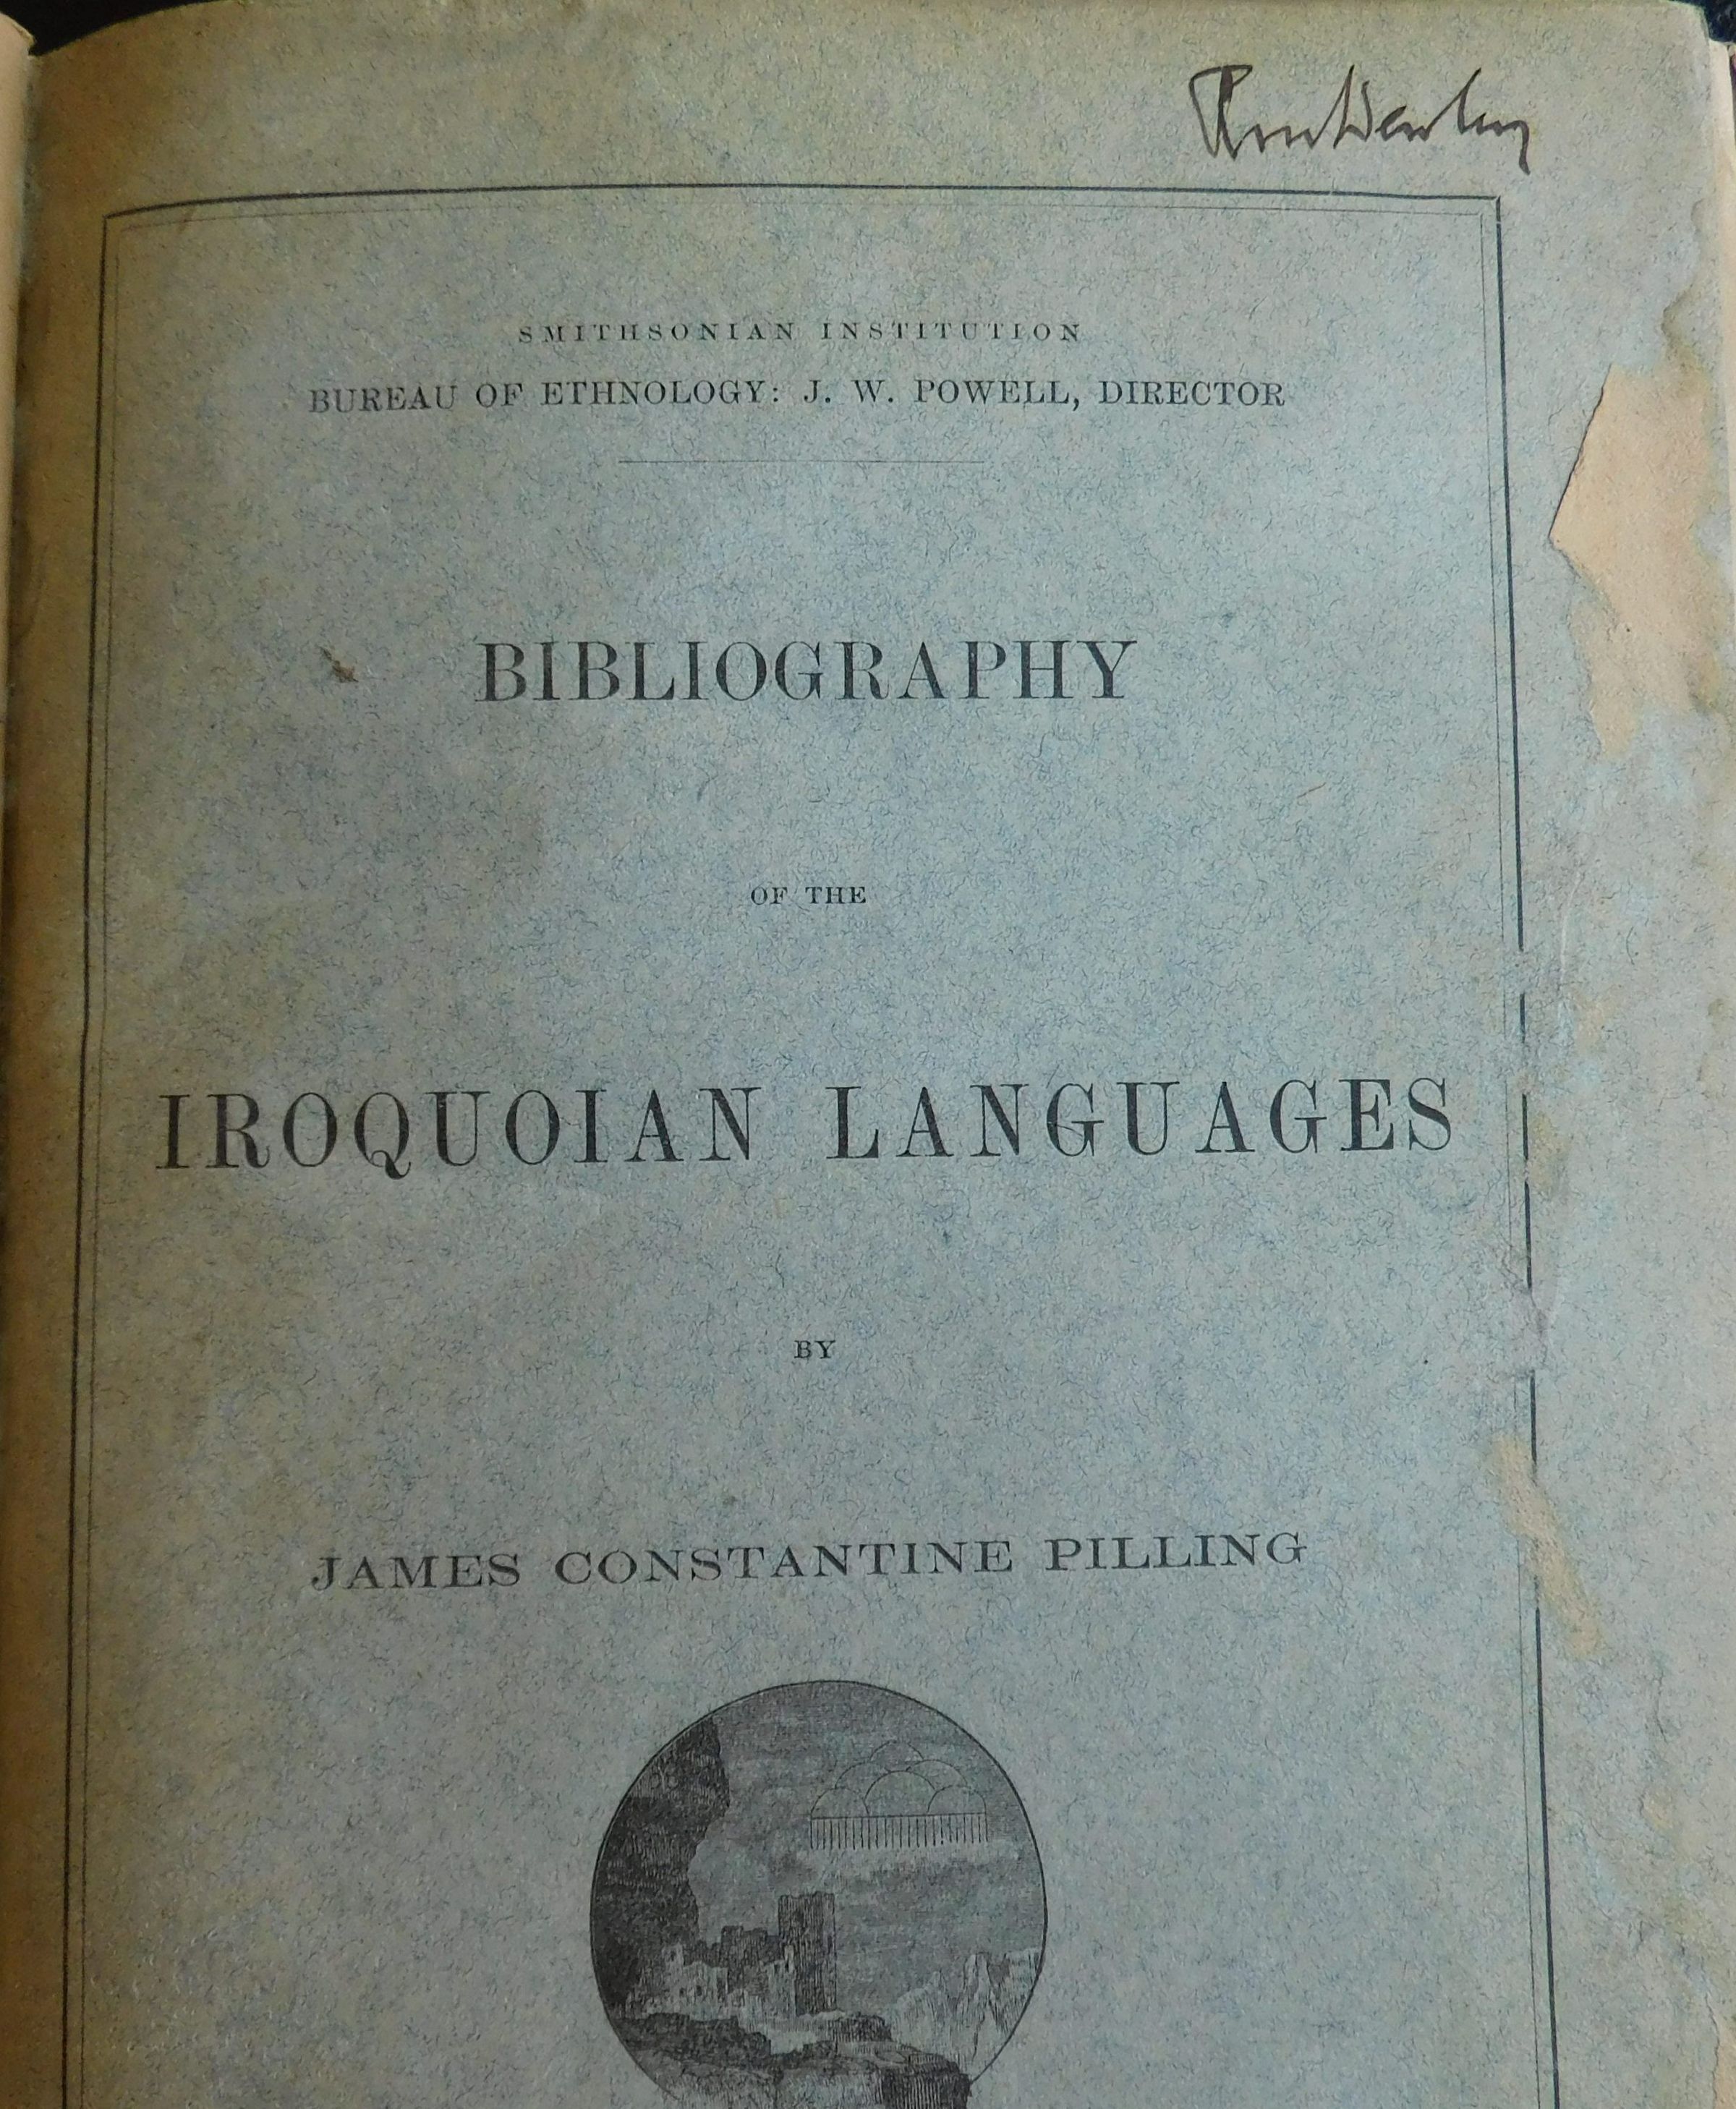 SMITHSONIAN INSTITUTION
BUREAU OF ETHNOLOGY: J. W. POWELL, DIRECTOR
BIBLIOGRAPHY
OF THE
IROQUOIAN LANGUAGES
BY
JAMES CONSTANTINE PILLING